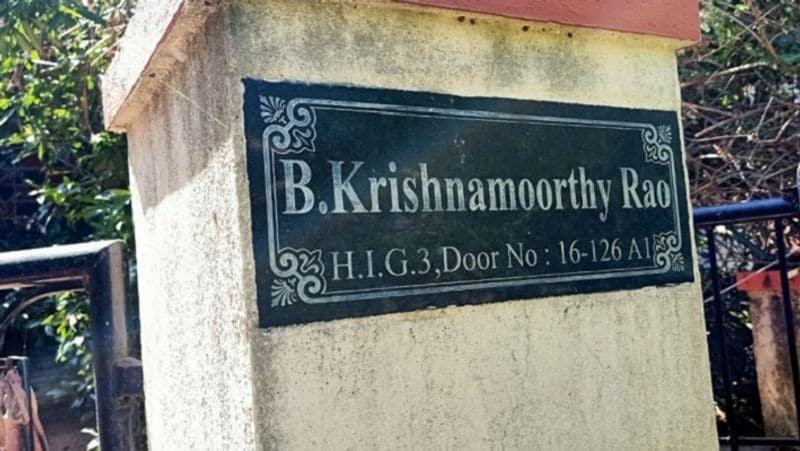 B.Krishnamoorthy Rao
H.I.G.3,Door No : 16-126 A1